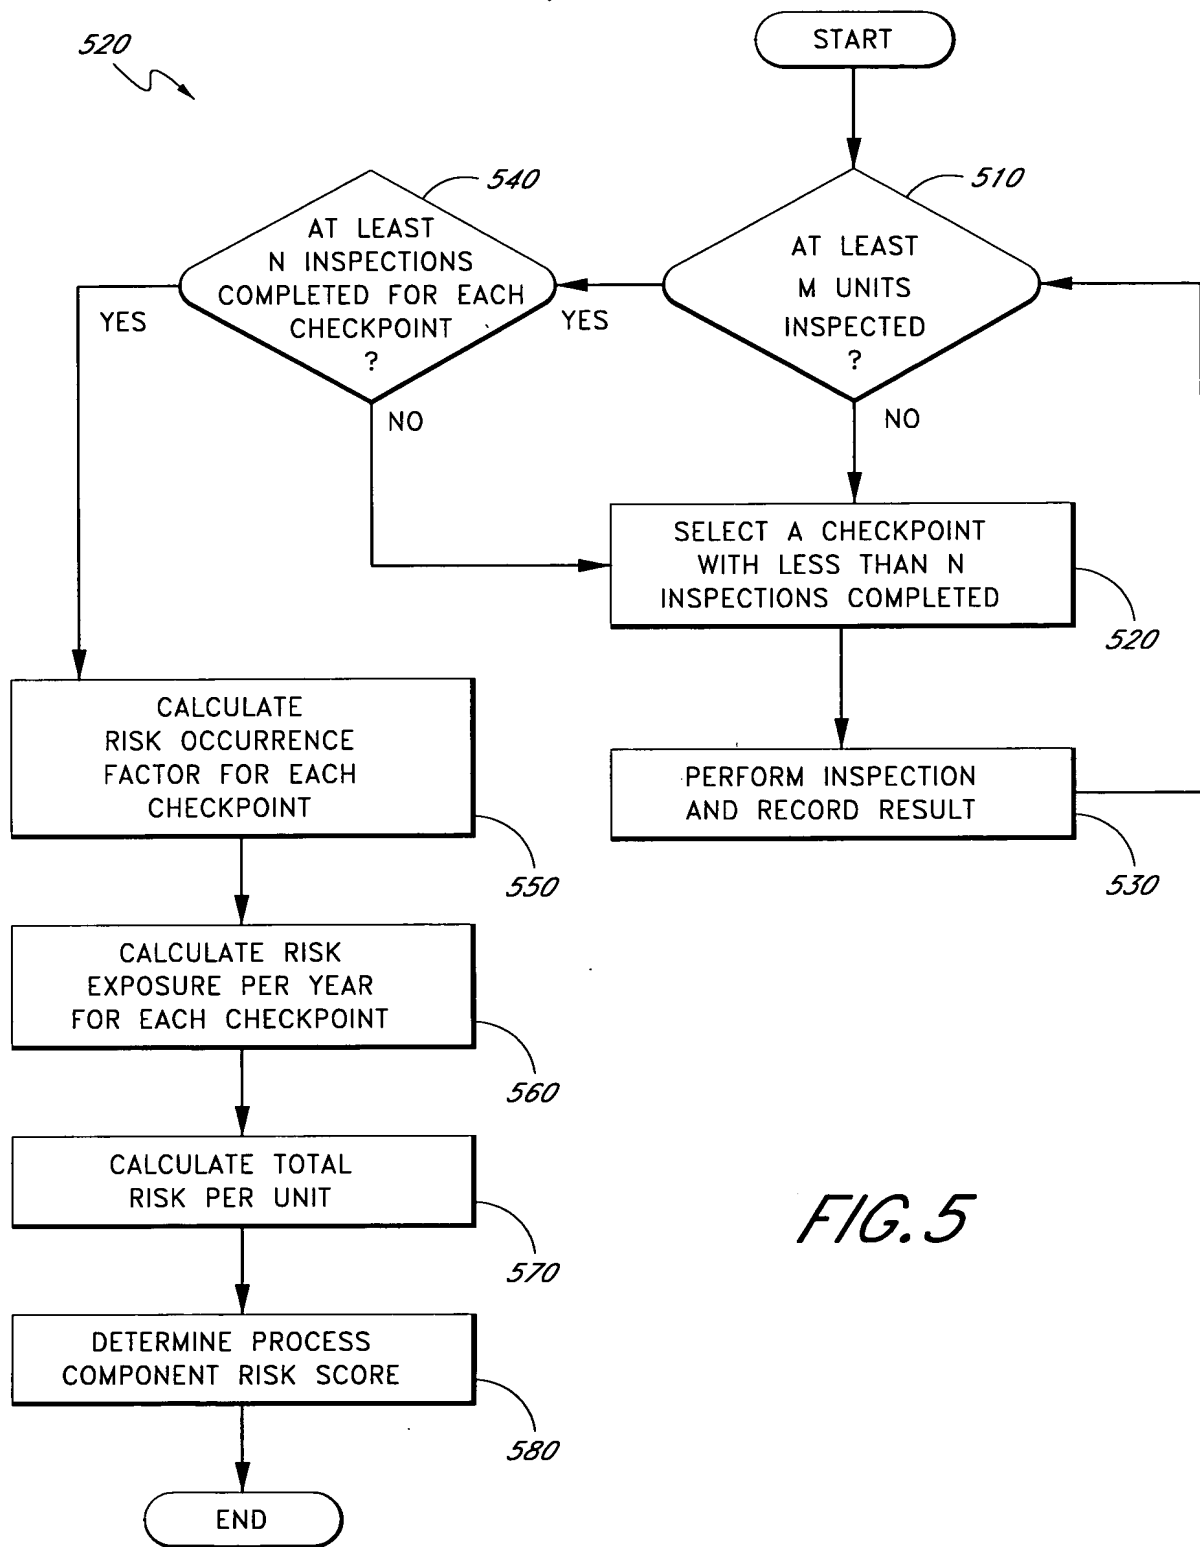 520
START
540
AT LEAST
N INSPECTIONS
COMPLETED FOR EACH
CHECKPOINT
?
510
AT LEAST
M UNITS
INSPECTED
?
YES
YES
NO
NO
SELECT A CHECKPOINT
WITH LESS THAN N
INSPECTIONS COMPLETED
520
PERFORM INSPECTION
AND RECORD RESULT
530
CALCULATE
RISK OCCURRENCE
FACTOR FOR EACH
CHECKPOINT
550
CALCULATE RISK
EXPOSURE PER YEAR
FOR EACH CHECKPOINT
560
CALCULATE TOTAL
RISK PER UNIT
570
DETERMINE PROCESS
COMPONENT RISK SCORE
580
END
FIG. 5